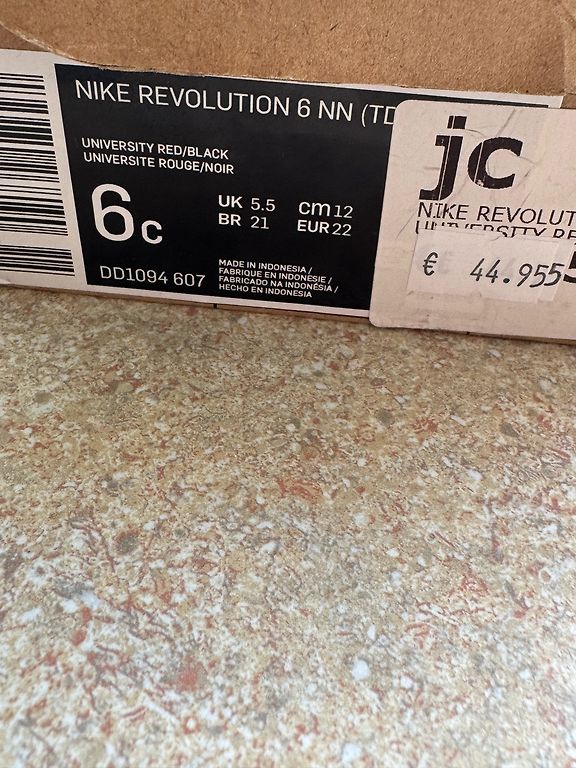 NIKE REVOLUTION 6 NN (TD
UNIVERSITY RED/BLACK
UNIVERSITE ROUGE/NOIR
6c
UK 5.5
BR 21
cm 12
EUR 22
DD1094 607
MADE IN INDONESIA /
FABRIQUE EN INDONESIE /
FABRICADO NA INDONÉSIA /
HECHO EN INDONESIA
jc
NIKE REVOLUT
UNIVERSITY RE
€ 44.955